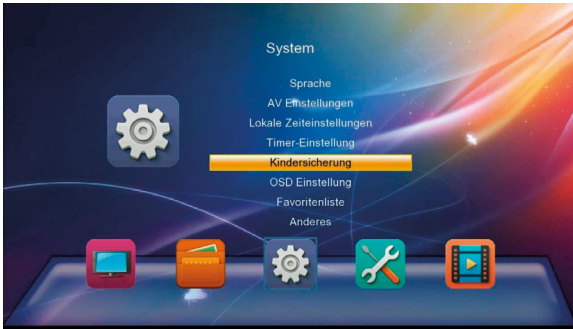 System
Sprache
AV Einstellungen
Lokale Zeiteinstellungen
Timer-Einstellung
Kindersicherung
OSD Einstellung
Favoritenliste
Anderes